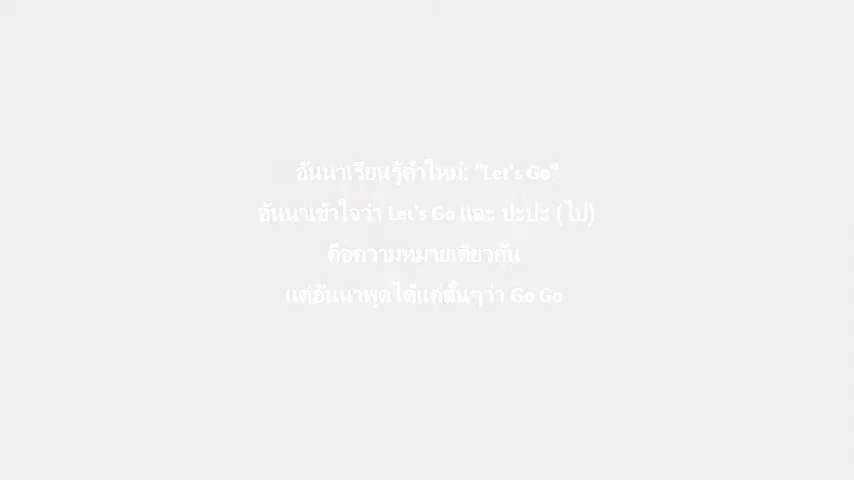 อันนาเรียนรู้คำใหม่: "Let's Go"
อันนาเข้าใจว่า Let's Go และ ปะปะ (ไป)
คือความหมายเดียวกัน
แต่อันนาพูดได้แค่สั้นๆว่า Go Go